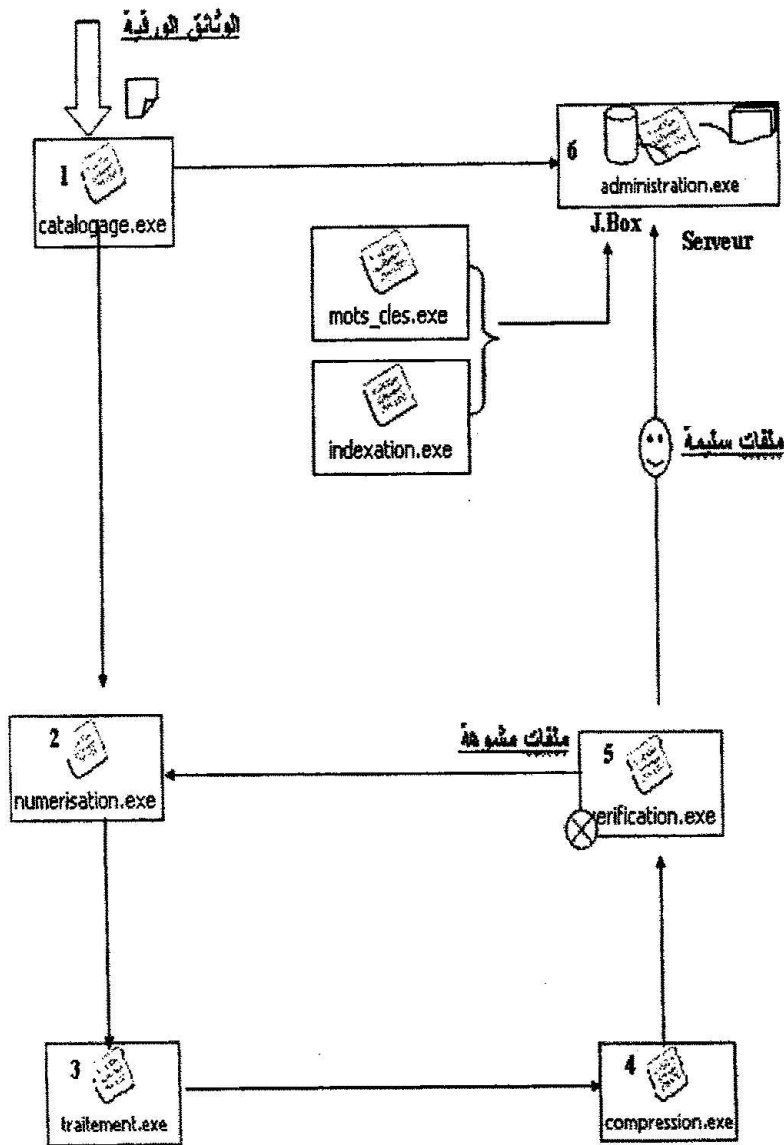 الوثائق الورقية
1
catalogage.exe
6
administration.exe
J.Box
Serveur
mots_cles.exe
indexation.exe
ملفات سليمة
2
numerisation.exe
ملفات مشوهة
5
verification.exe
3
traitement.exe
4
compression.exe